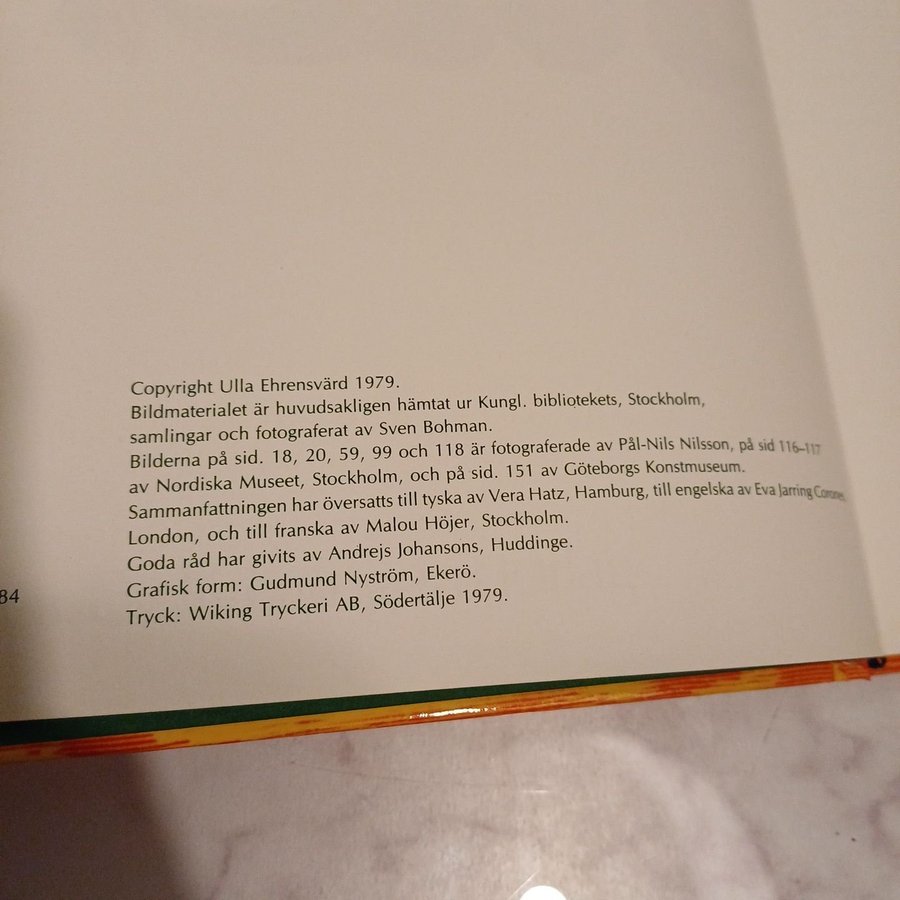 Copyright Ulla Ehrensvärd 1979.
Bildmaterialet är huvudsakligen hämtat ur Kungl. bibliotekets, Stockholm,
samlingar och fotograferat av Sven Bohman.
Bilderna på sid. 18, 20, 59, 99 och 118 är fotograferade av Pål-Nils Nilsson, på sid 116–117
av Nordiska Museet, Stockholm, och på sid. 151 av Göteborgs Konstmuseum.
Sammanfattningen har översatts till tyska av Vera Hatz, Hamburg, till engelska av Eva Jarring
London, och till franska av Malou Höjer, Stockholm.
Goda råd har givits av Andrejs Johansons, Huddinge.
Grafisk form: Gudmund Nyström, Ekerö.
Tryck: Wiking Tryckeri AB, Södertälje 1979.
84